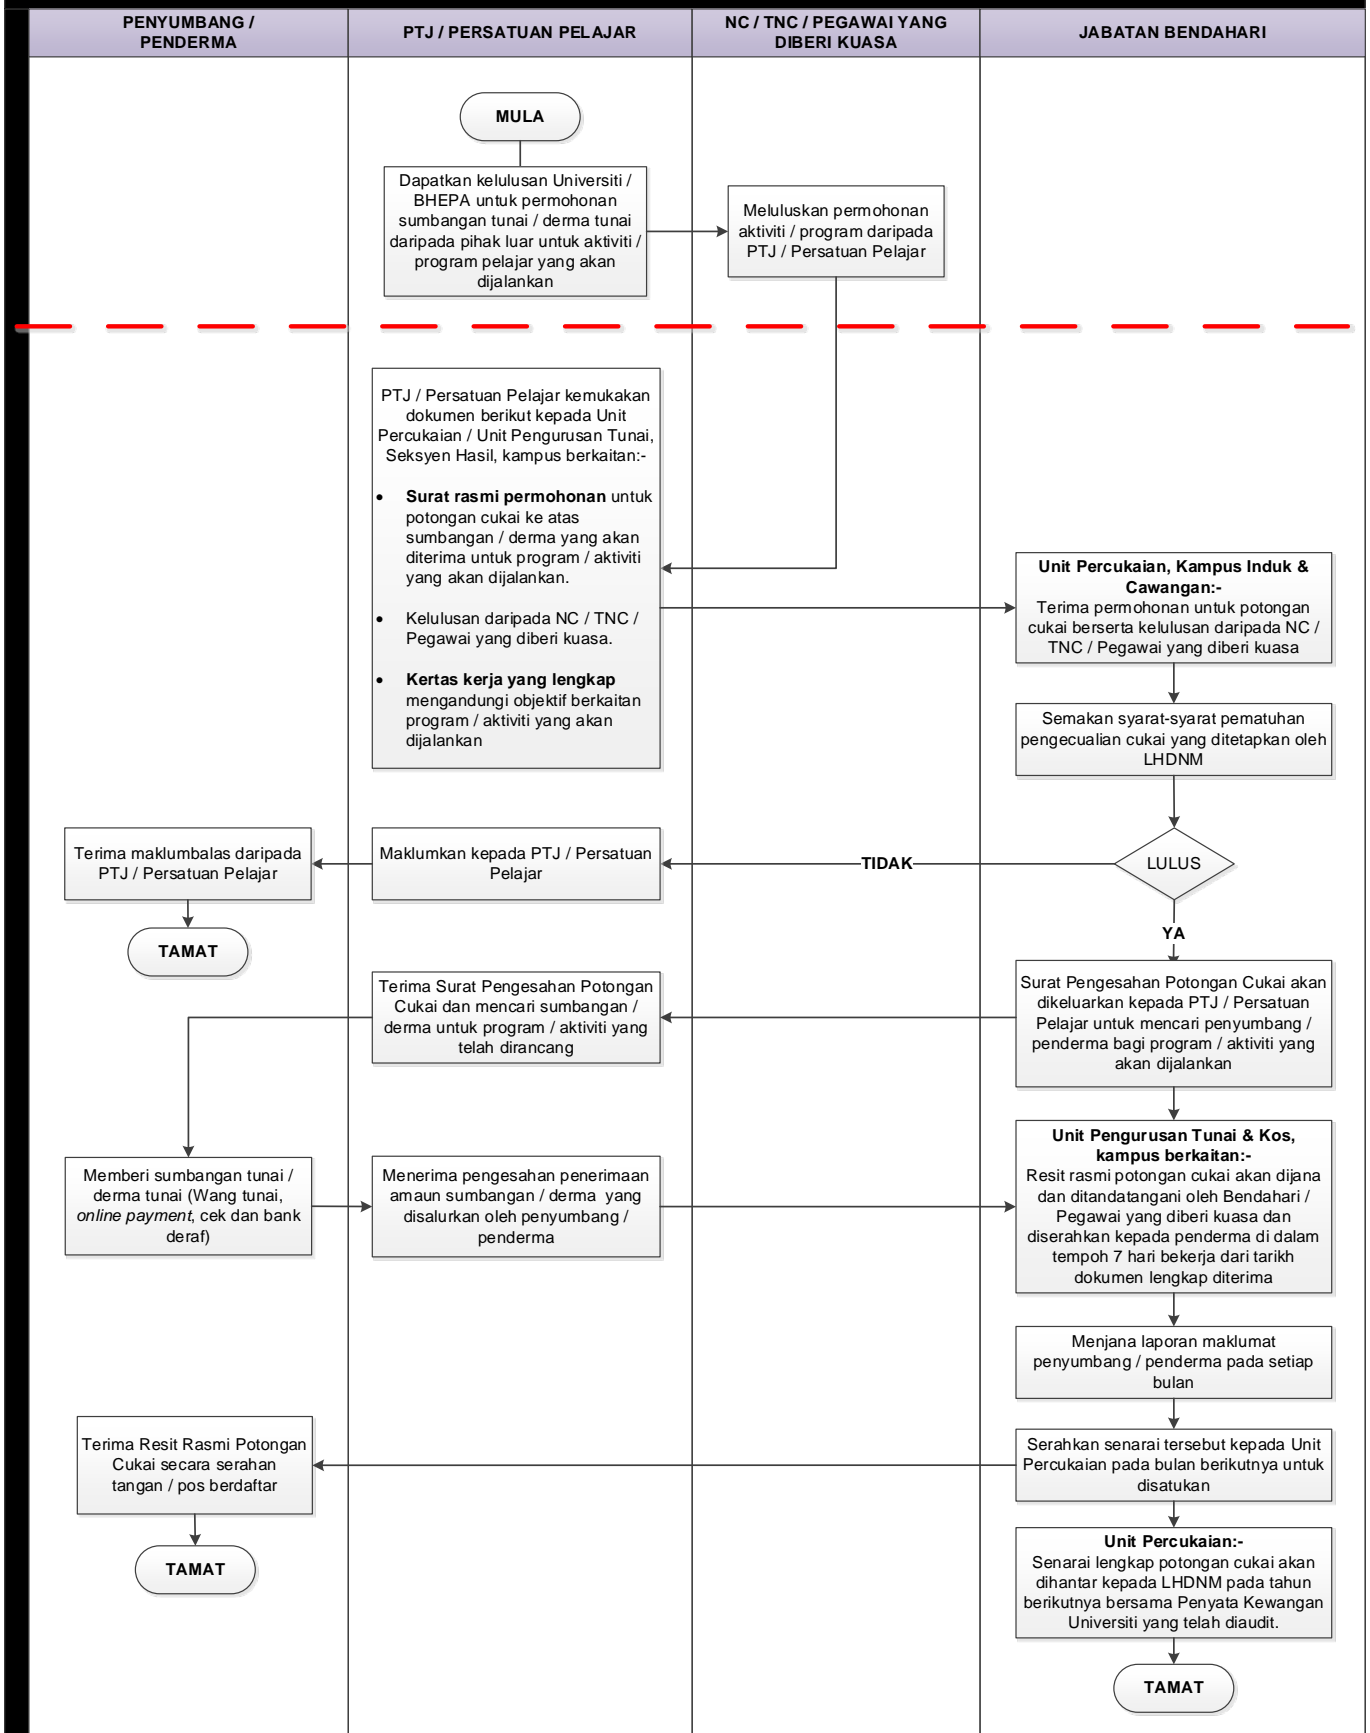 PENYUMBANG /
PENDERMA
PTJ / PERSATUAN PELAJAR
NC / TNC / PEGAWAI YANG
DIBERI KUASA
JABATAN BENDAHARI
MULA
Dapatkan kelulusan Universiti /
BHEPA untuk permohonan
sumbangan tunai / derma tunai
daripada pihak luar untuk aktiviti /
program pelajar yang akan
dijalankan
Meluluskan permohonan
aktiviti / program daripada
PTJ / Persatuan Pelajar
PTJ / Persatuan Pelajar kemukakan
dokumen berikut kepada Unit
Percukaian / Unit Pengurusan Tunai,
Seksyen Hasil, kampus berkaitan:-
• Surat rasmi permohonan untuk
potongan cukai ke atas
sumbangan / derma yang akan
diterima untuk program / aktiviti
yang akan dijalankan.
• Kelulusan daripada NC / TNC /
Pegawai yang diberi kuasa.
• Kertas kerja yang lengkap
mengandungi objektif berkaitan
program / aktiviti yang akan
dijalankan
Unit Percukaian, Kampus Induk &
Cawangan:-
Terima permohonan untuk potongan
cukai berserta kelulusan daripada NC /
TNC / Pegawai yang diberi kuasa
Semakan syarat-syarat pematuhan
pengecualian cukai yang ditetapkan oleh
LHDNM
LULUS
TIDAK
Maklumkan kepada PTJ / Persatuan
Pelajar
Terima maklumbalas daripada
PTJ / Persatuan Pelajar
TAMAT
YA
Surat Pengesahan Potongan Cukai akan
dikeluarkan kepada PTJ / Persatuan
Pelajar untuk mencari penyumbang /
penderma bagi program / aktiviti yang
akan dijalankan
Terima Surat Pengesahan Potongan
Cukai dan mencari sumbangan /
derma untuk program / aktiviti yang
telah dirancang
Memberi sumbangan tunai /
derma tunai (Wang tunai,
online payment, cek dan bank
deraf)
Menerima pengesahan penerimaan
amaun sumbangan / derma yang
disalurkan oleh penyumbang /
penderma
Unit Pengurusan Tunai & Kos,
kampus berkaitan:-
Resit rasmi potongan cukai akan dijana
dan ditandatangani oleh Bendahari /
Pegawai yang diberi kuasa dan
diserahkan kepada penderma di dalam
tempoh 7 hari bekerja dari tarikh
dokumen lengkap diterima
Menjana laporan maklumat
penyumbang / penderma pada setiap
bulan
Serahkan senarai tersebut kepada Unit
Percukaian pada bulan berikutnya untuk
disatukan
Terima Resit Rasmi Potongan
Cukai secara serahan
tangan / pos berdaftar
TAMAT
Unit Percukaian:-
Senarai lengkap potongan cukai akan
dihantar kepada LHDNM pada tahun
berikutnya bersama Penyata Kewangan
Universiti yang telah diaudit.
TAMAT